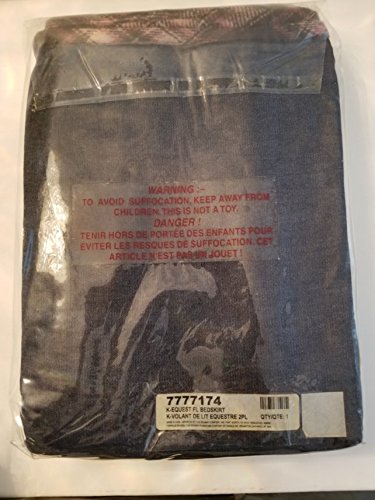 WARNING :-
TO AVOID SUFFOCATION, KEEP AWAY FROM
CHILDREN. THIS IS NOT A TOY.
DANGER !
TENIR HORS DE PORTÉE DES ENFANTS POUR
EVITER LES RESQUES DE SUFFOCATION. CET
ARTICLE N'EST PAS UN JOUET !
7777174
K-EQUEST FL BEDSKIRT
K-VOLANT DE LIT EQUESTRE 2PL
QTY/QTE: 1